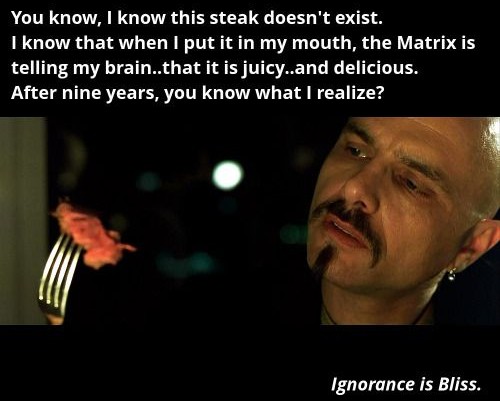 You know, I know this steak doesn't exist.
I know that when I put it in my mouth, the Matrix is
telling my brain..that it is juicy..and delicious.
After nine years, you know what I realize?
Ignorance is Bliss.